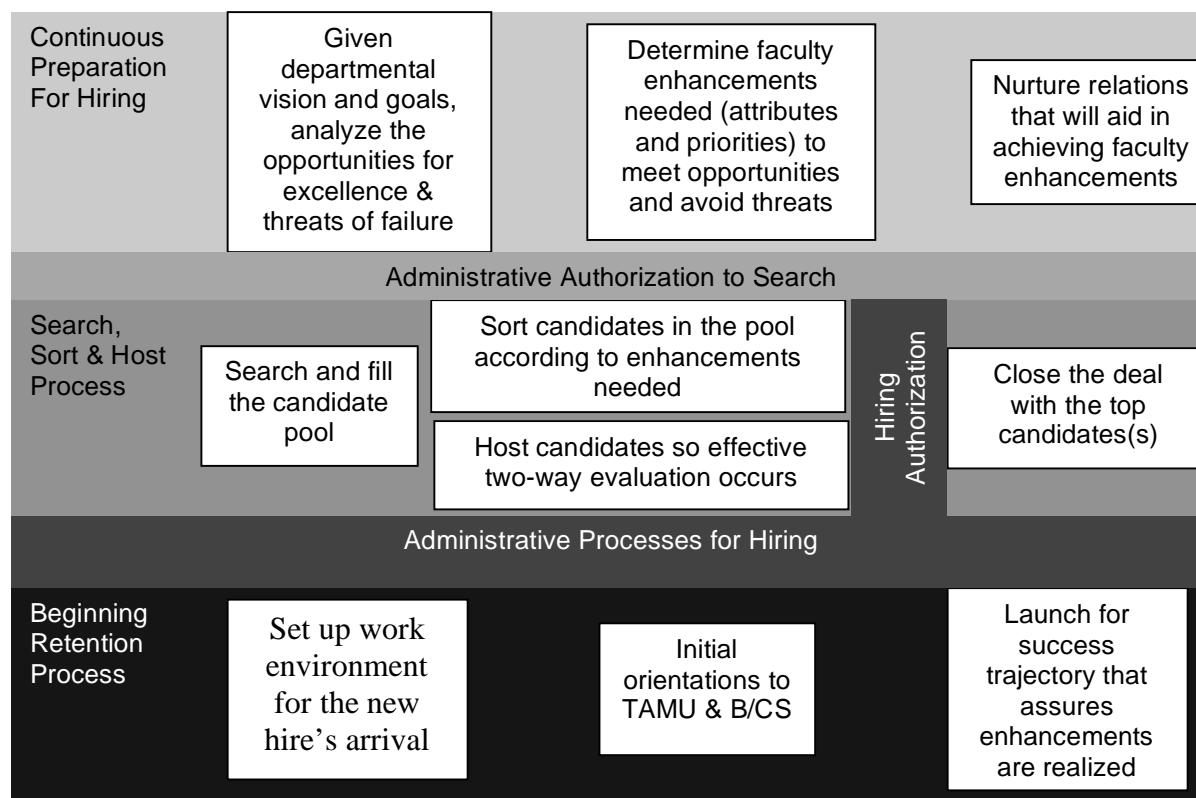 Continuous
Preparation
For Hiring
Given
departmental
vision and goals,
analyze the
opportunities for
excellence &
threats of failure
Determine faculty
enhancements
needed (attributes
and priorities) to
meet opportunities
and avoid threats
Nurture relations
that will aid in
achieving faculty
enhancements
Administrative Authorization to Search
Search,
Sort & Host
Process
Search and fill
the candidate
pool
Sort candidates in the pool
according to enhancements
needed
Host candidates so effective
two-way evaluation occurs
Hiring
Authorization
Close the deal
with the top
candidates(s)
Administrative Processes for Hiring
Beginning
Retention
Process
Set up work
environment
for the new
hire’s arrival
Initial
orientations to
TAMU & B/CS
Launch for
success
trajectory that
assures
enhancements
are realized